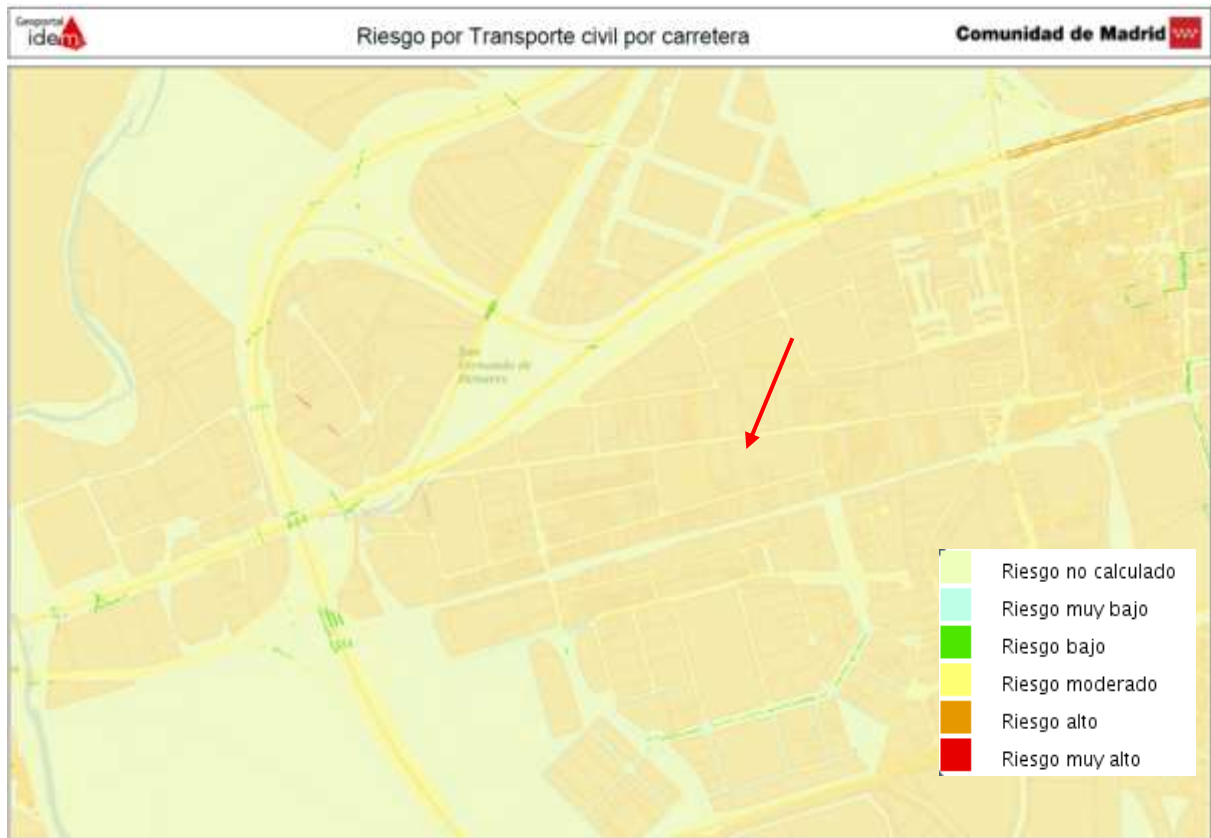 Geoportal
idem
Riesgo por Transporte civil por carretera
Comunidad de Madrid
San
Fernando de
Henares
Riesgo no calculado
Riesgo muy bajo
Riesgo bajo
Riesgo moderado
Riesgo alto
Riesgo muy alto